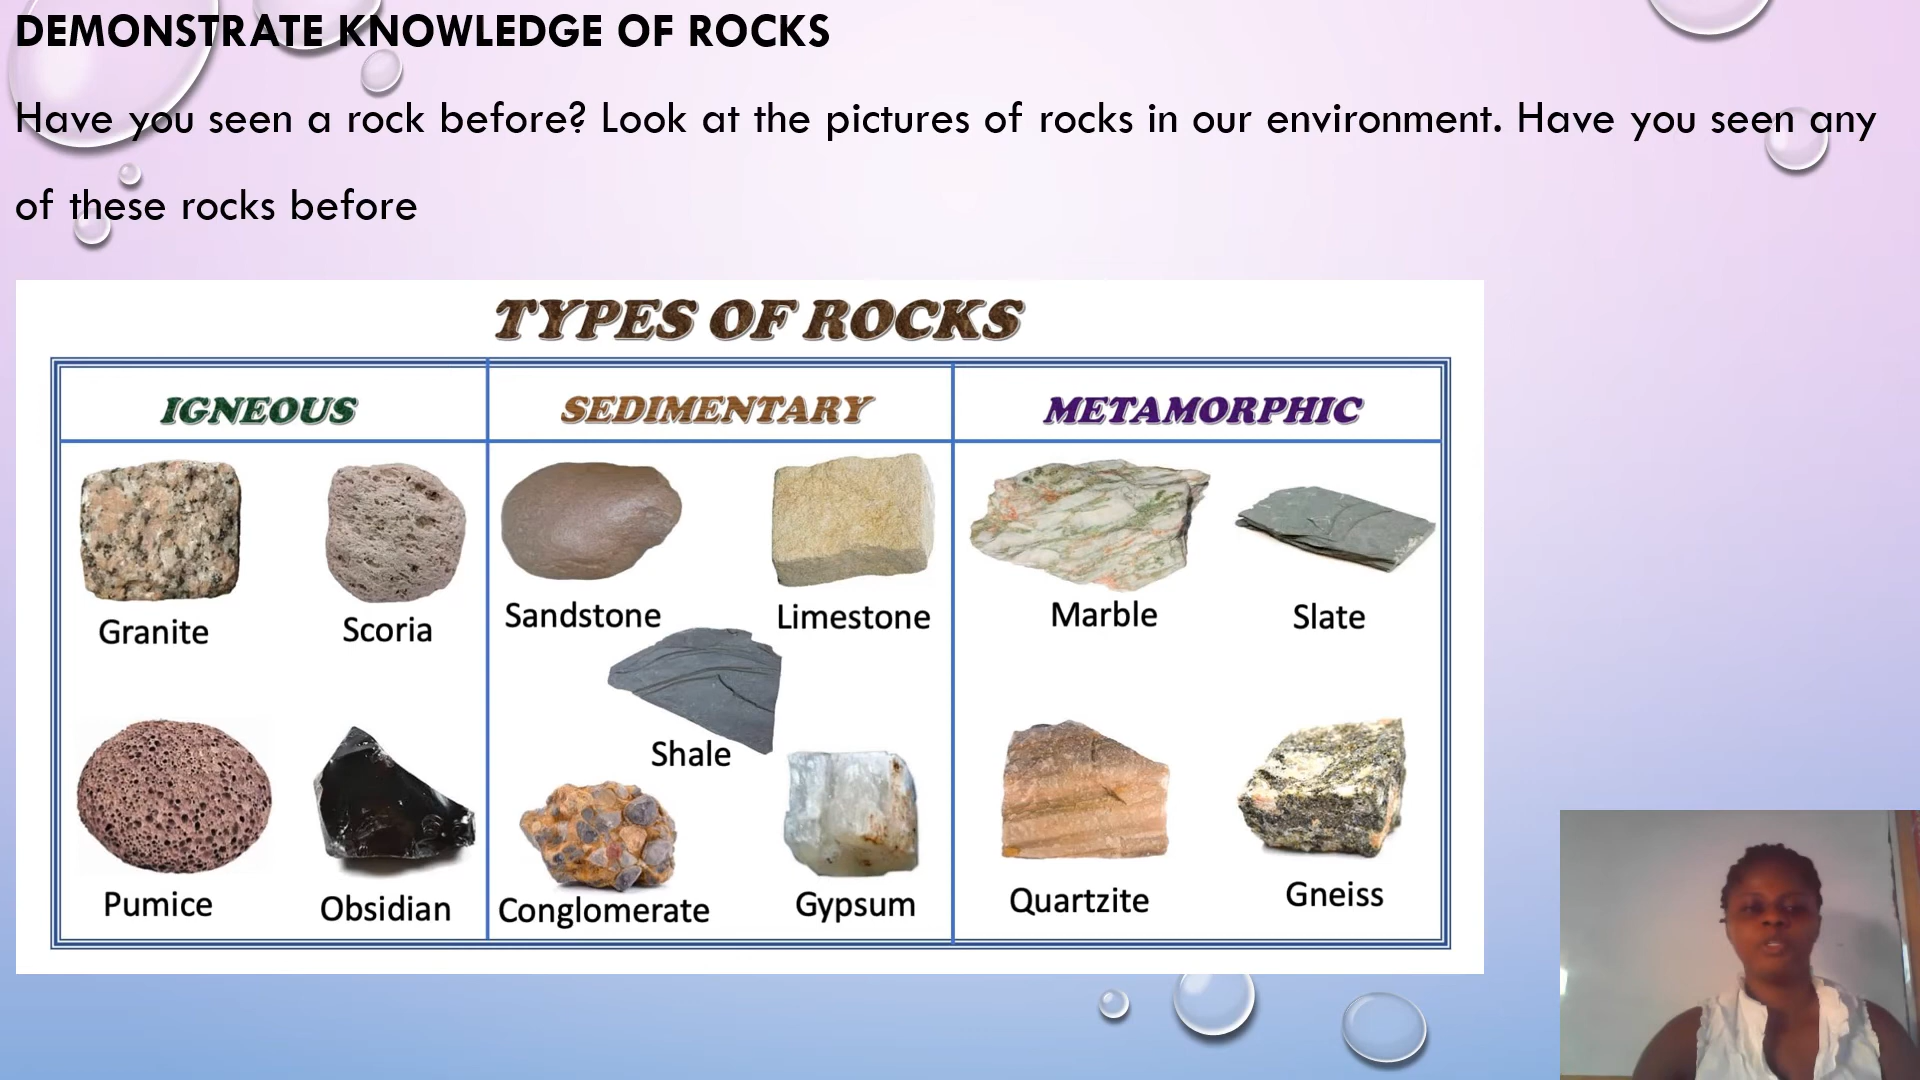 DEMONSTRATE KNOWLEDGE OF ROCKS
Have you seen a rock before? Look at the pictures of rocks in our environment. Have you seen any
of these rocks before
TYPES OF ROCKS
IGNEOUS
SEDIMENTARY
METAMORPHIC
Granite
Scoria
Sandstone
Limestone
Marble
Slate
Shale
Pumice
Obsidian
Conglomerate
Gypsum
Quartzite
Gneiss